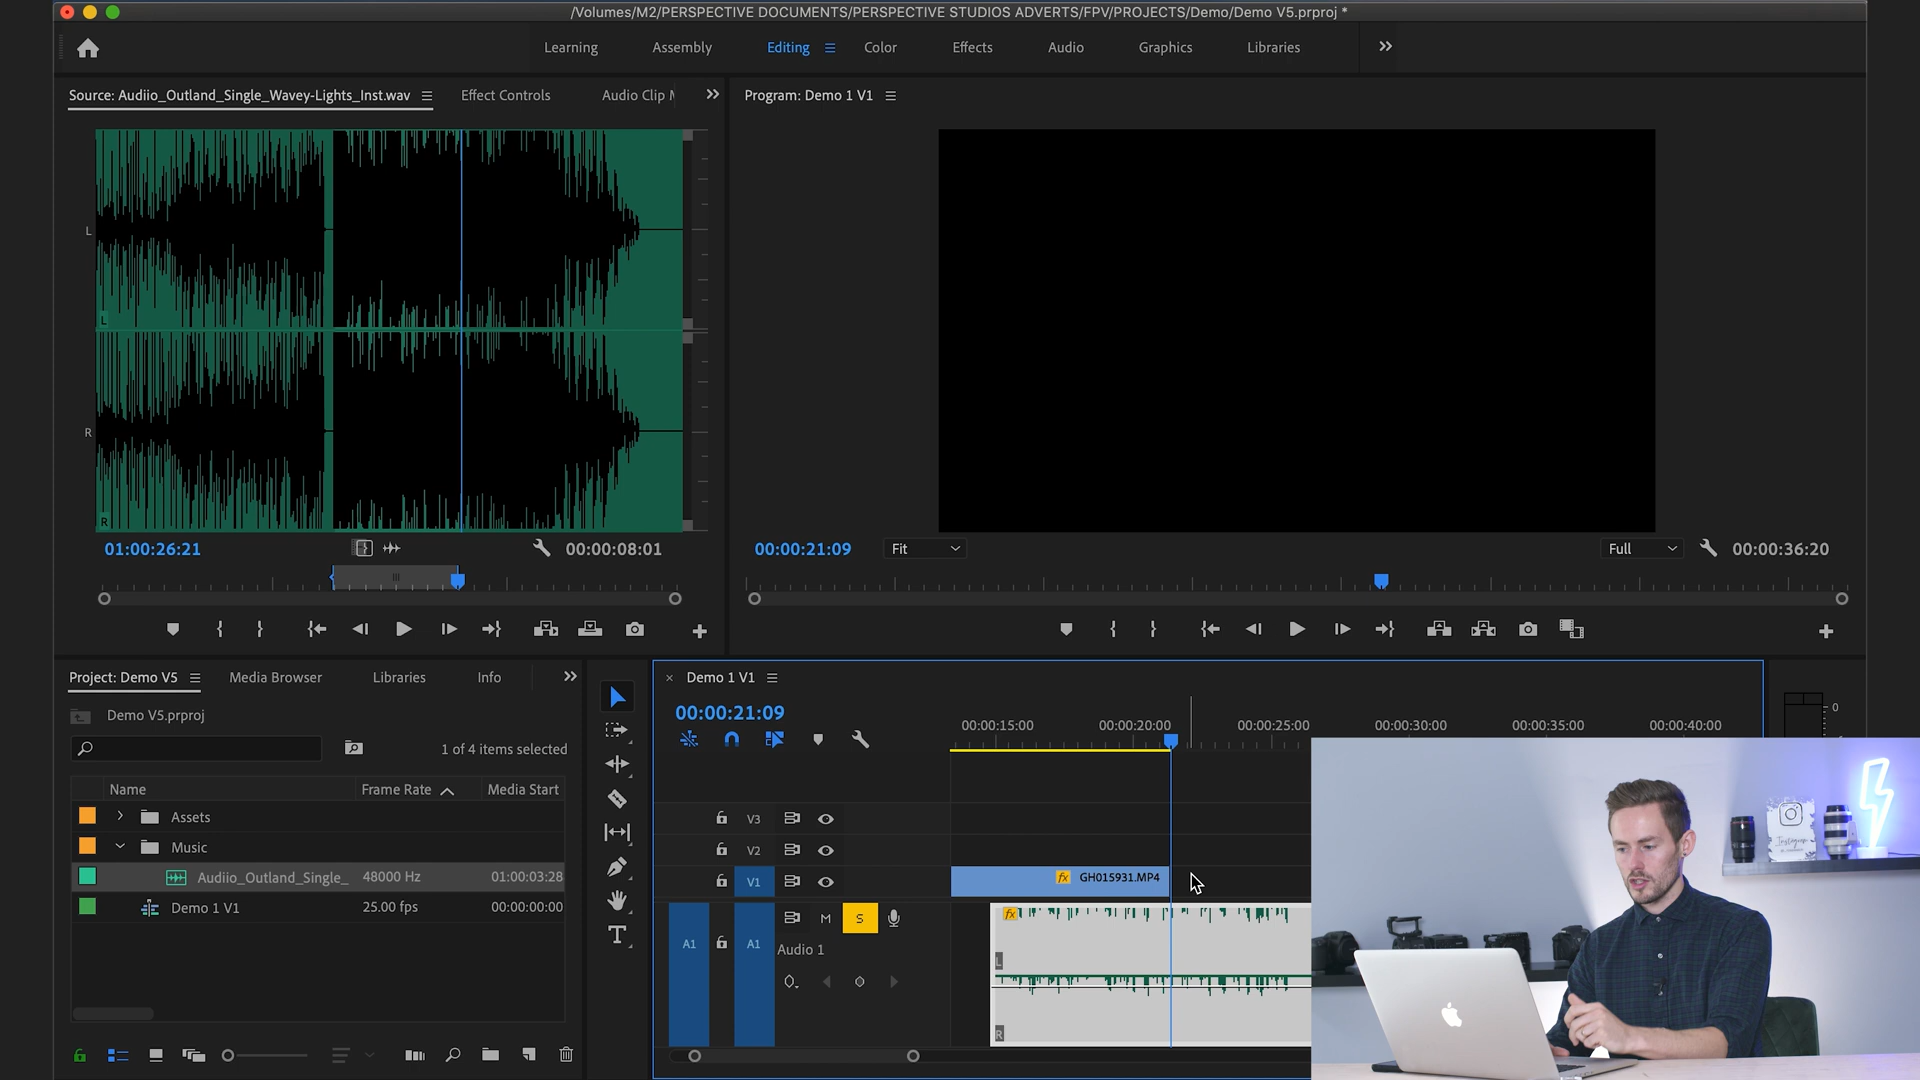 /Volumes/M2/PERSPECTIVE DOCUMENTS/PERSPECTIVE STUDIOS ADVERTS/FPV/PROJECTS/Demo/Demo V5.prproj *
Learning Assembly Editing Color Effects Audio Graphics Libraries
Source: Audiio_Outland_Single_Wavey-Lights_Inst.wav Effect Controls Audio Clip M
Program: Demo 1 V1
L
L
R
R
01:00:26:21 00:00:08:01
00:00:21:09 Fit Full 00:00:36:20
Project: Demo V5 Media Browser Libraries Info
Demo V5.prproj
1 of 4 items selected
Name Frame Rate Media Start
Assets
Music
Audiio_Outland_Single_ 48000 Hz 01:00:03:28
Demo 1 V1 25.00 fps 00:00:00:00
Demo 1 V1
00:00:21:09
00:00:15:00 00:00:20:00 00:00:25:00 00:00:30:00 00:00:35:00 00:00:40:00
0
V3
V2
V1 fx GH015931.MP4
A1 A1 M S
Audio 1
fx
L
R
Instagram